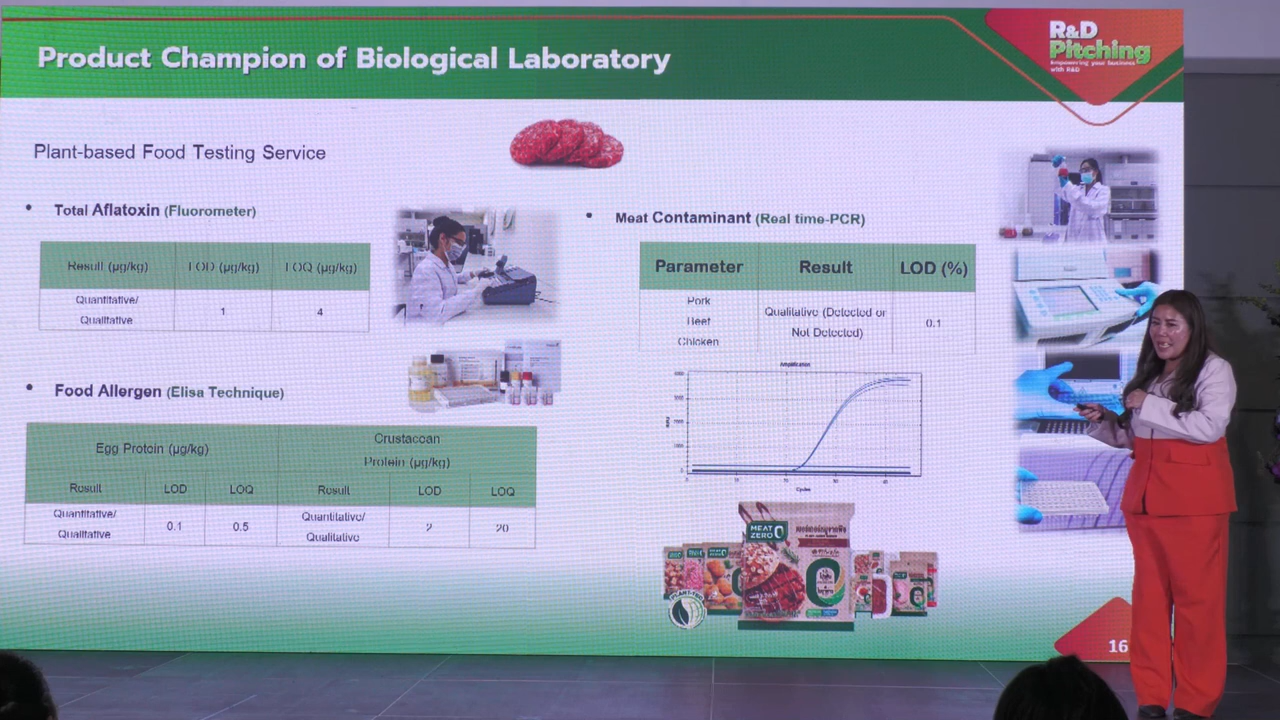 Product Champion of Biological Laboratory
R&D
Pitching
Empowering your business
with R&D
Plant-based Food Testing Service
• Total Aflatoxin (Fluorometer)
Result (µg/kg) LOD (µg/kg) LOQ (µg/kg)
Quantitative/
Qualitative
1 4
• Food Allergen (Elisa Technique)
Egg Protein (µg/kg)
Crustacean
Protein (µg/kg)
Result LOD LOQ Result LOD LOQ
Quantitative/
Qualitative
0.1 0.5
Quantitative/
Qualitative
2 20
• Meat Contaminant (Real time-PCR)
Parameter Result LOD (%)
Pork
Beef
Chicken
Qualitative (Detected or
Not Detected)
0.1
Amplification
Cycles
MEAT
ZERO
16